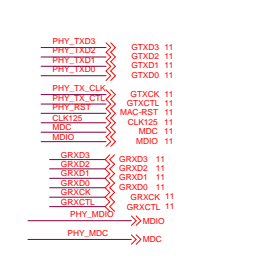 PHY_TXD3 GTXD3 11
PHY_TXD2 GTXD2 11
PHY_TXD1 GTXD1 11
PHY_TXD0 GTXD0 11
PHY_TX_CLK GTXCK 11
PHY_TX_CTL GTXCTL 11
PHY_RST MAC-RST 11
CLK125 CLK125 11
MDC MDC 11
MDIO MDIO 11
GRXD3 GRXD3 11
GRXD2 GRXD2 11
GRXD1 GRXD1 11
GRXD0 GRXD0 11
GRXCK GRXCK 11
GRXCTL GRXCTL 11
PHY_MDIO MDIO
PHY_MDC MDC